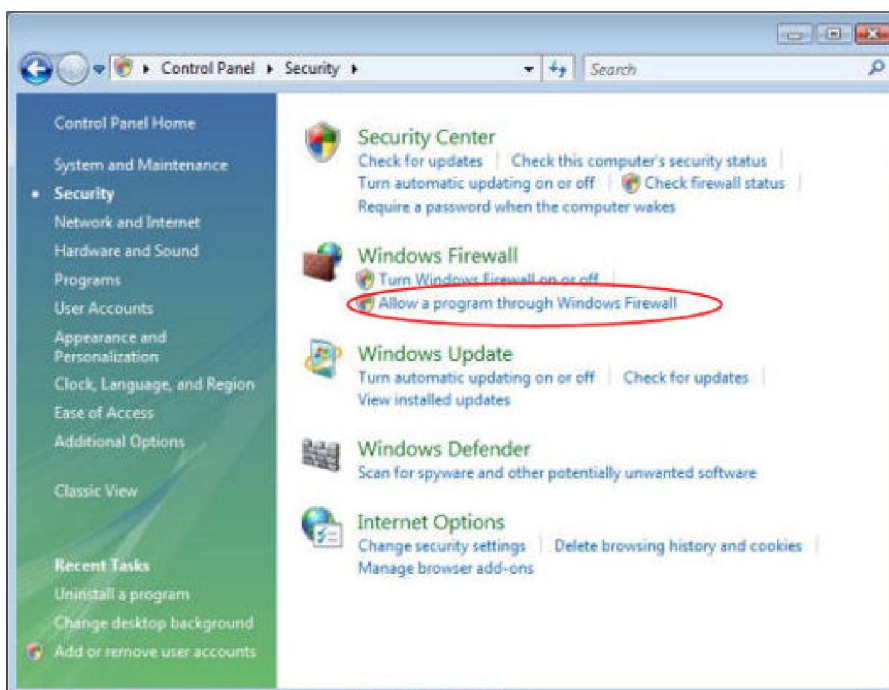 Control Panel Security
Search
Control Panel Home
System and Maintenance
Security
Network and Internet
Hardware and Sound
Programs
User Accounts
Appearance and
Personalization
Clock, Language, and Region
Ease of Access
Additional Options
Classic View
Recent Tasks
Uninstall a program
Change desktop background
Add or remove user accounts
Security Center
Check for updates Check this computer's security status
Turn automatic updating on or off Check firewall status
Require a password when the computer wakes
Windows Firewall
Turn Windows Firewall on or off
Allow a program through Windows Firewall
Windows Update
Turn automatic updating on or off Check for updates
View installed updates
Windows Defender
Scan for spyware and other potentially unwanted software
Internet Options
Change security settings Delete browsing history and cookies
Manage browser add-ons